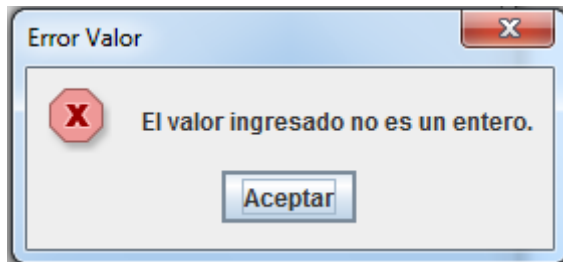 Error Valor
El valor ingresado no es un entero.
Aceptar